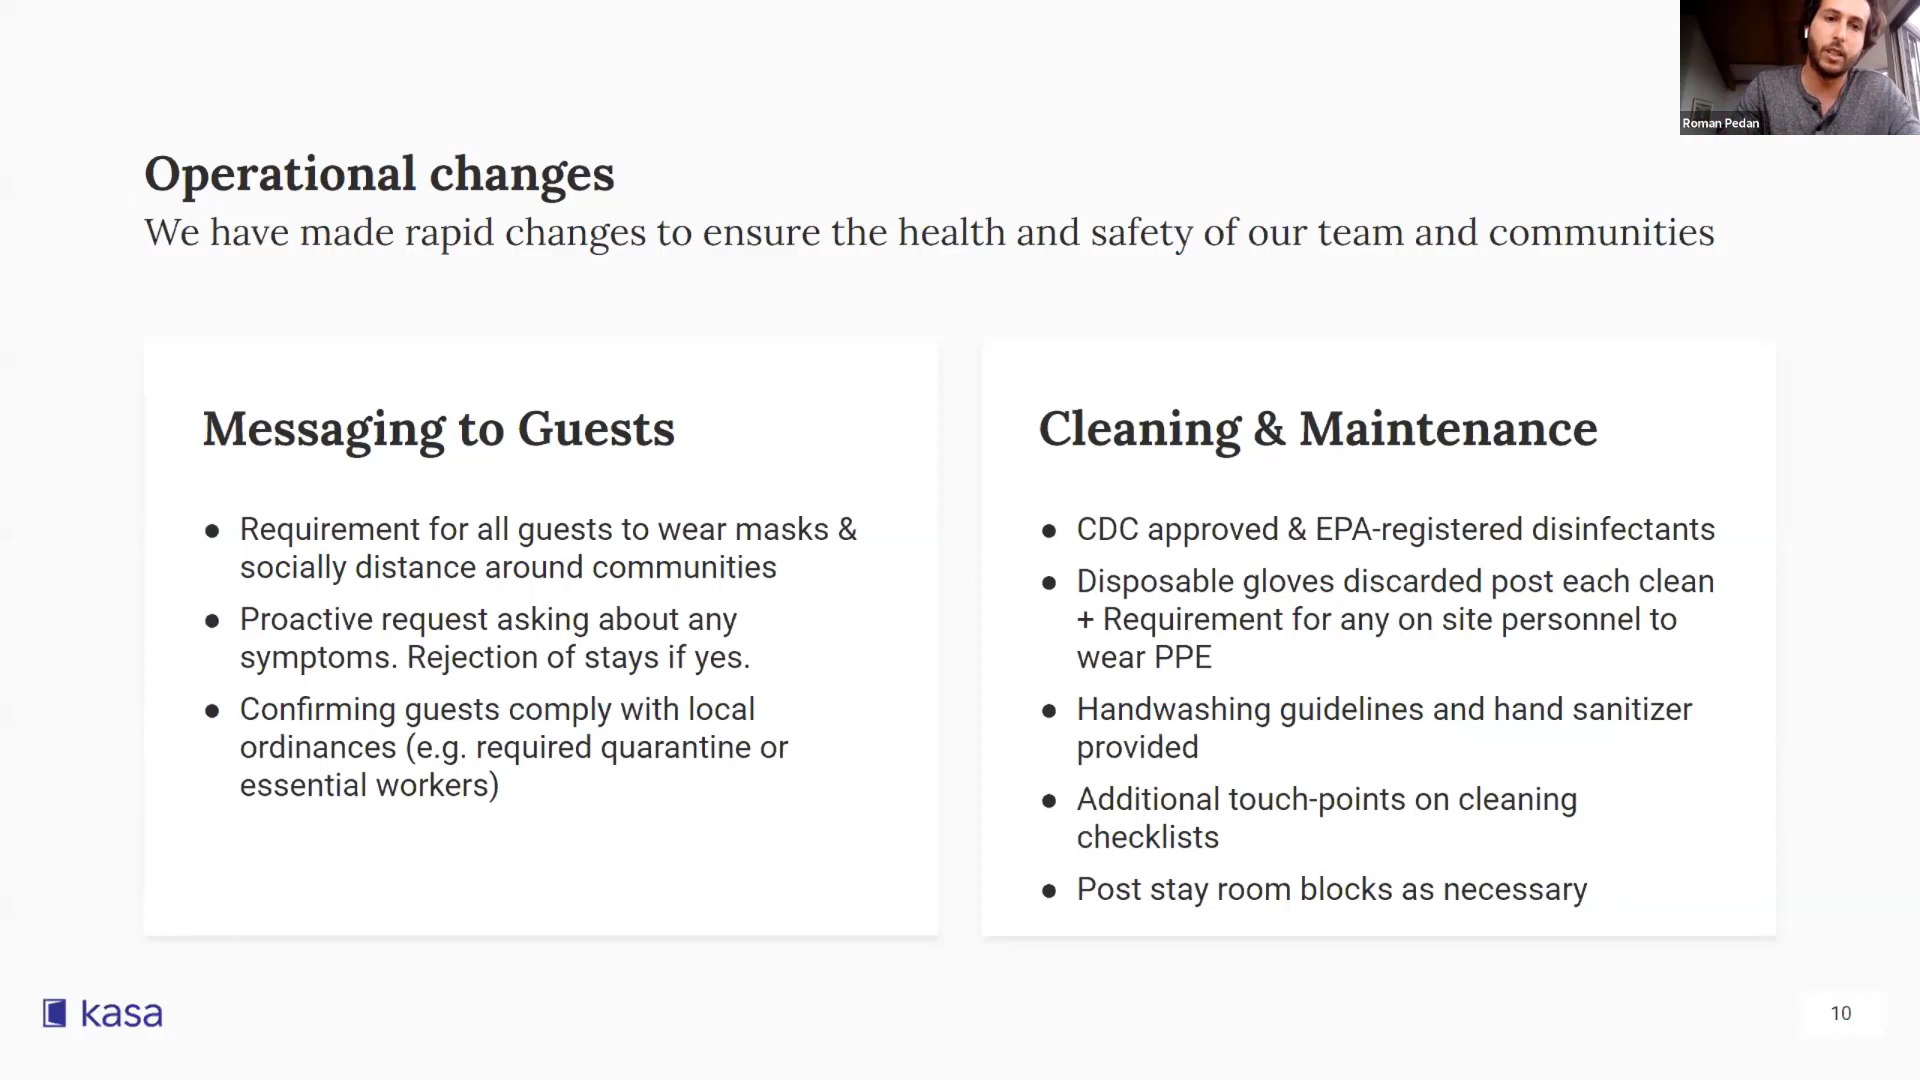 Roman Pedan
Operational changes
We have made rapid changes to ensure the health and safety of our team and communities
Messaging to Guests
● Requirement for all guests to wear masks &
socially distance around communities
● Proactive request asking about any
symptoms. Rejection of stays if yes.
● Confirming guests comply with local
ordinances (e.g. required quarantine or
essential workers)
Cleaning & Maintenance
● CDC approved & EPA-registered disinfectants
● Disposable gloves discarded post each clean
+ Requirement for any on site personnel to
wear PPE
● Handwashing guidelines and hand sanitizer
provided
● Additional touch-points on cleaning
checklists
● Post stay room blocks as necessary
kasa
10